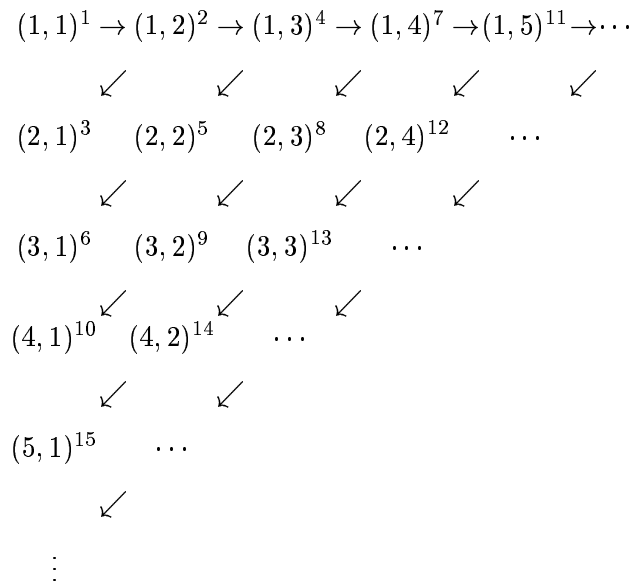 (1,1)¹ → (1,2)² → (1,3)⁴ → (1,4)⁷ → (1,5)¹¹ → ⋯
↙ ↙ ↙ ↙ ↙
(2,1)³ (2,2)⁵ (2,3)⁸ (2,4)¹² ⋯
↙ ↙ ↙ ↙
(3,1)⁶ (3,2)⁹ (3,3)¹³ ⋯
↙ ↙ ↙
(4,1)¹⁰ (4,2)¹⁴ ⋯
↙ ↙
(5,1)¹⁵ ⋯
↙
⋮